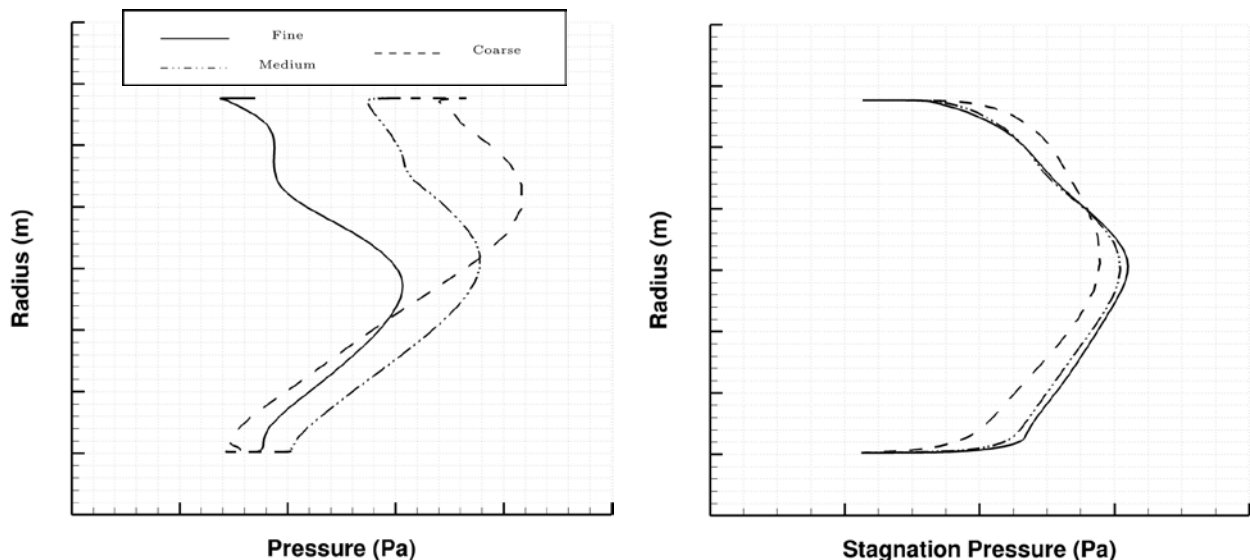 Fine
Coarse
Medium
Radius (m)
Pressure (Pa)
Radius (m)
Stagnation Pressure (Pa)